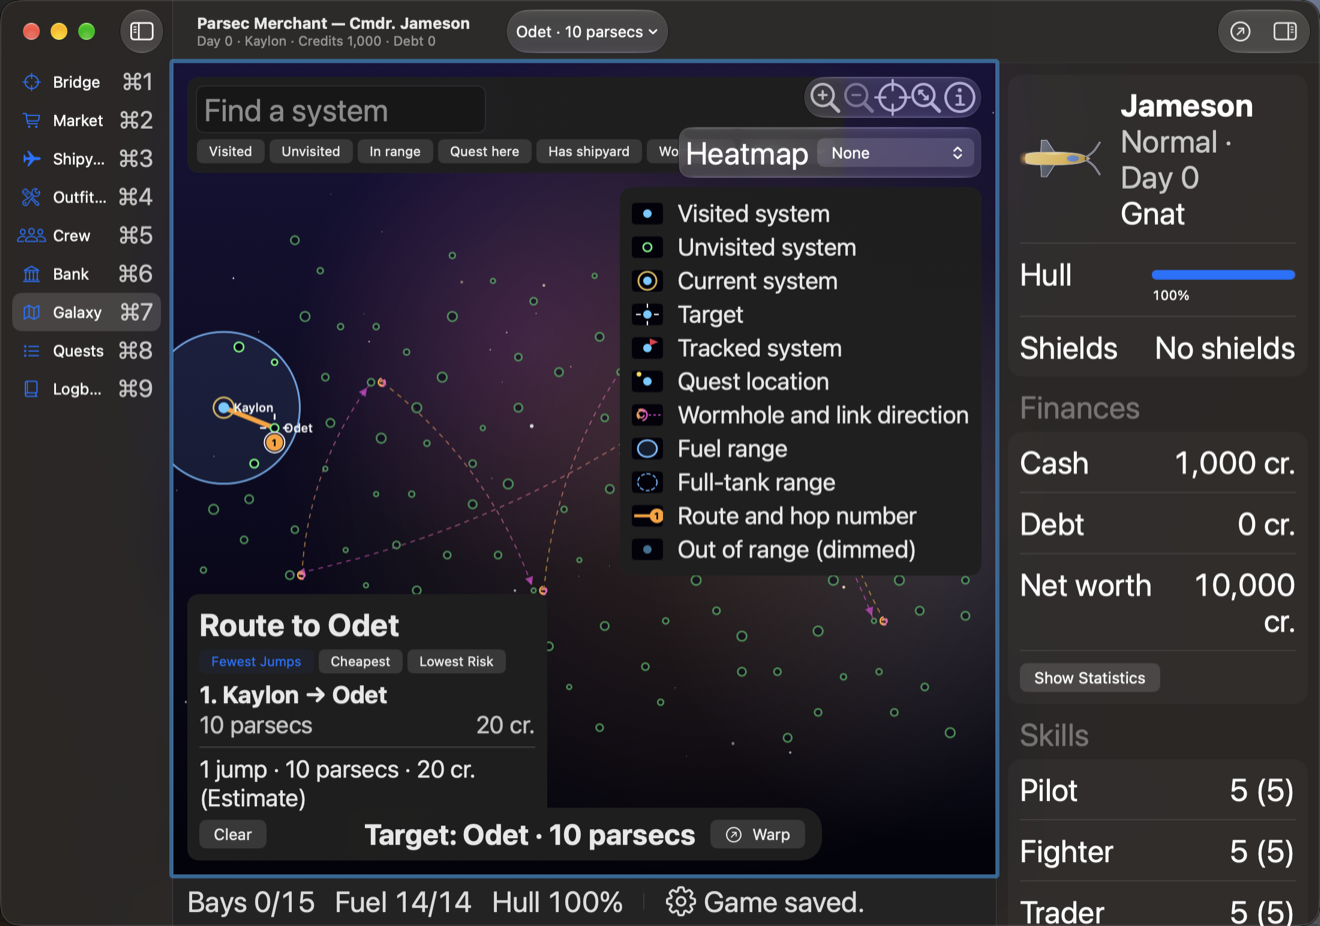 Parsec Merchant — Cmdr. Jameson
Day 0 · Kaylon · Credits 1,000 · Debt 0
Odet · 10 parsecs
Bridge ⌘1
Market ⌘2
Shipy... ⌘3
Outfit... ⌘4
Crew ⌘5
Bank ⌘6
Galaxy ⌘7
Quests ⌘8
Logb... ⌘9
Find a system
Visited
Unvisited
In range
Quest here
Has shipyard
Wo
Heatmap None
Visited system
Unvisited system
Current system
Target
Tracked system
Quest location
Wormhole and link direction
Fuel range
Full-tank range
1 Route and hop number
Out of range (dimmed)
Kaylon
Odet
1
Route to Odet
Fewest Jumps
Cheapest
Lowest Risk
1. Kaylon → Odet
10 parsecs 20 cr.
1 jump · 10 parsecs · 20 cr.
(Estimate)
Clear
Target: Odet · 10 parsecs
Warp
Bays 0/15 Fuel 14/14 Hull 100% Game saved.
Jameson
Normal ·
Day 0
Gnat
Hull
100%
Shields No shields
Finances
Cash 1,000 cr.
Debt 0 cr.
Net worth 10,000
cr.
Show Statistics
Skills
Pilot 5 (5)
Fighter 5 (5)
Trader 5 (5)